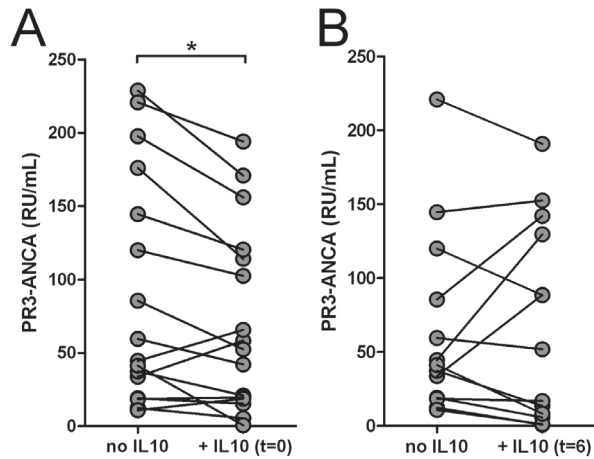 A
B
*
250
200
150
100
50
0
PR3-ANCA (RU/mL)
no IL10
+ IL10 (t=0)
250
200
150
100
50
0
PR3-ANCA (RU/mL)
no IL10
+ IL10 (t=6)